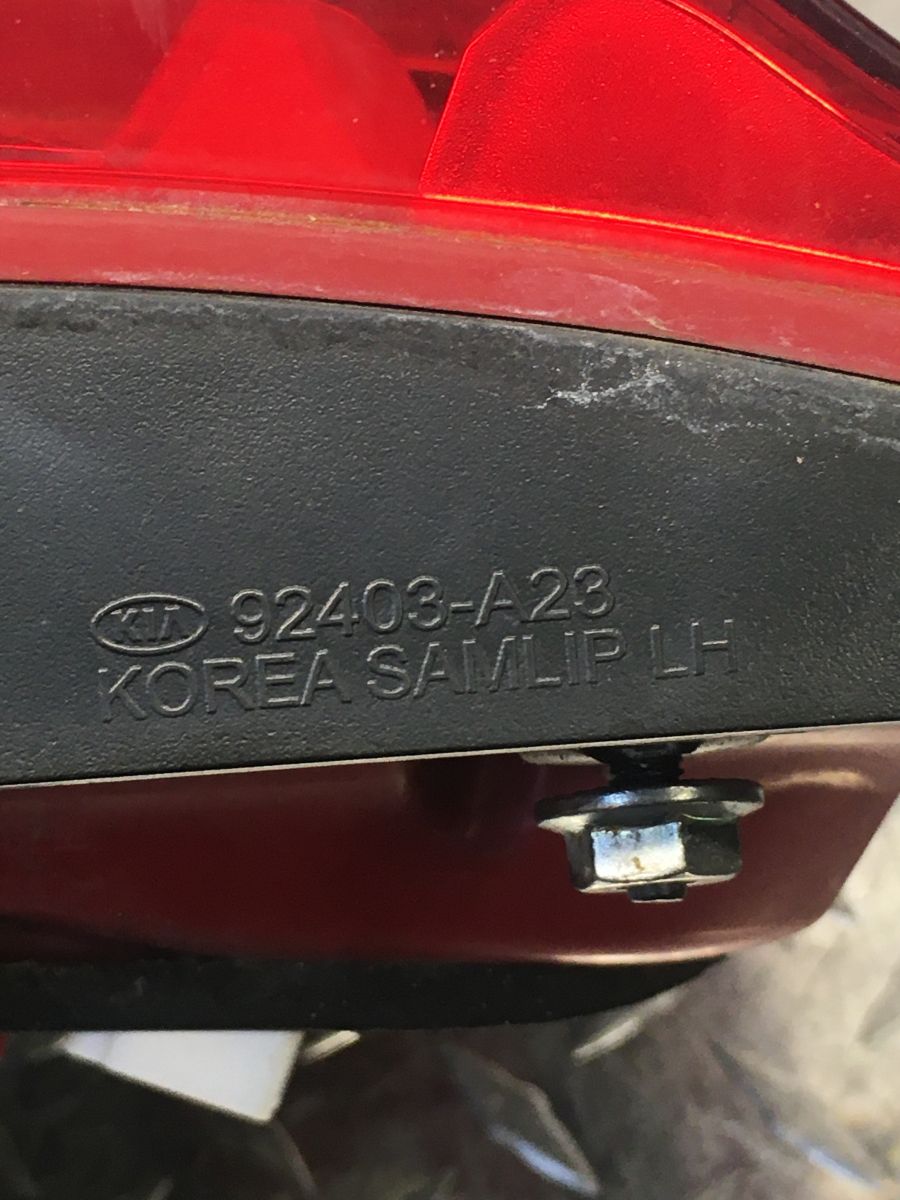 KIA 92403-A23
KOREA SAMLIP LH